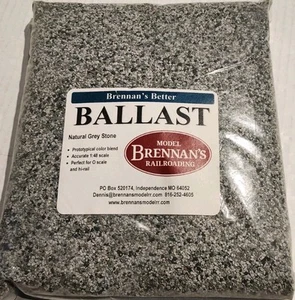 Brennan's Better
BALLAST
Natural Grey Stone
• Prototypical color blend
• Accurate 1:48 scale
• Perfect for O scale
and hi-rail
MODEL
BRENNAN'S
RAILROADING
PO Box 520174, Independence MO 64052
Dennis@brennansmodelrr.com 816-252-4605
www.brennansmodelrr.com